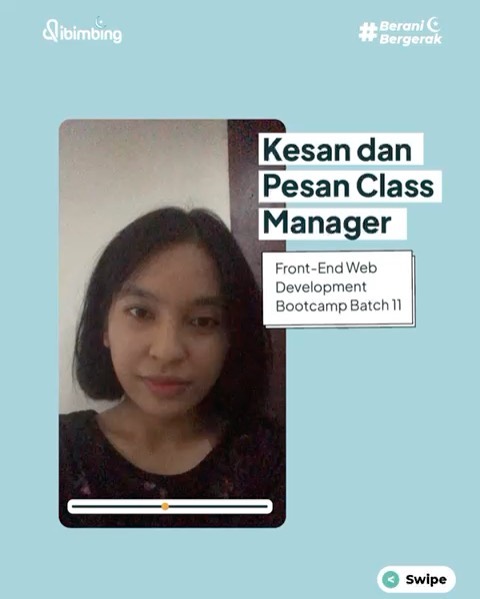 dibimbing
#Berani
Bergerak
Kesan dan
Pesan Class
Manager
Front-End Web
Development
Bootcamp Batch 11
Swipe